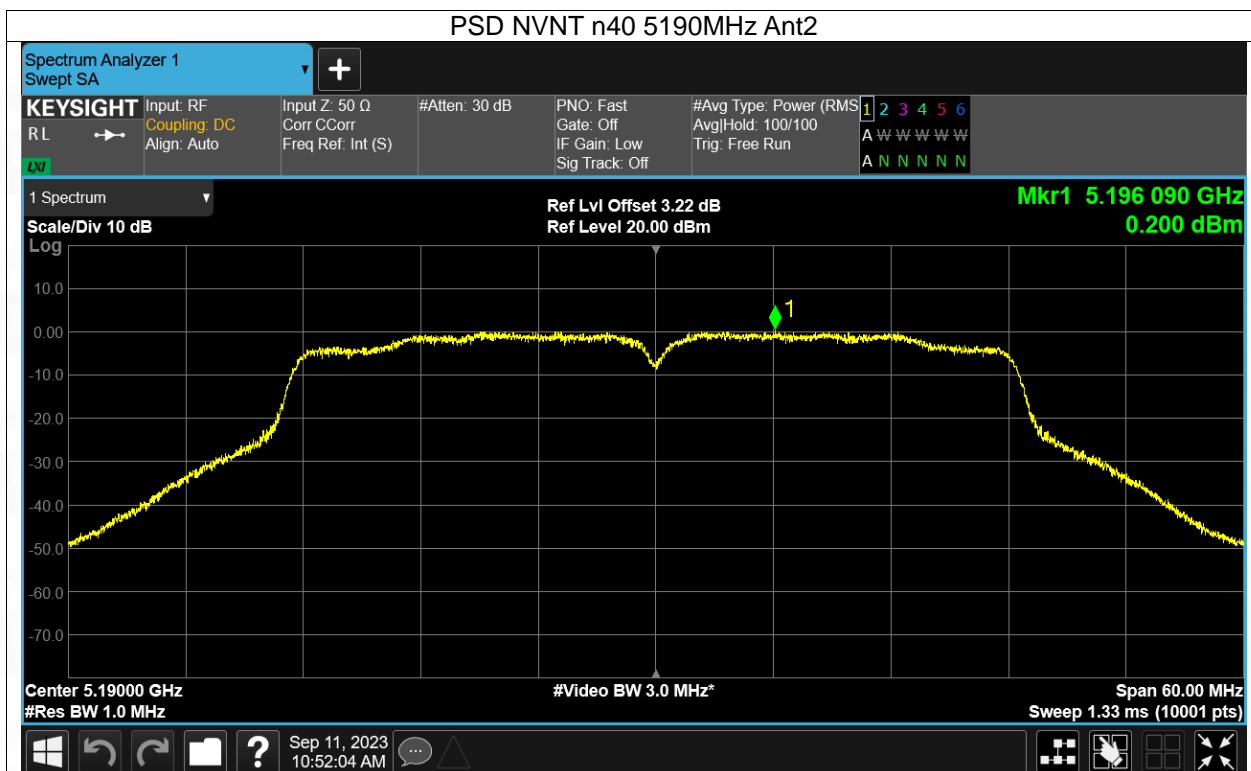 PSD NVNT n40 5190MHz Ant2
Spectrum Analyzer 1
Swept SA
KEYSIGHT
R L
LXI
Input: RF
Coupling: DC
Align: Auto
Input Z: 50 Ω
Corr CCorr
Freq Ref: Int (S)
#Atten: 30 dB
PNO: Fast
Gate: Off
IF Gain: Low
Sig Track: Off
#Avg Type: Power (RMS
Avg|Hold: 100/100
Trig: Free Run
1 2 3 4 5 6
A W W W W W
A N N N N N
1 Spectrum
Scale/Div 10 dB
Log
Ref Lvl Offset 3.22 dB
Ref Level 20.00 dBm
Mkr1 5.196 090 GHz
0.200 dBm
10.0
0.00
-10.0
-20.0
-30.0
-40.0
-50.0
-60.0
-70.0
1
Center 5.19000 GHz
#Res BW 1.0 MHz
#Video BW 3.0 MHz*
Span 60.00 MHz
Sweep 1.33 ms (10001 pts)
?
Sep 11, 2023
10:52:04 AM